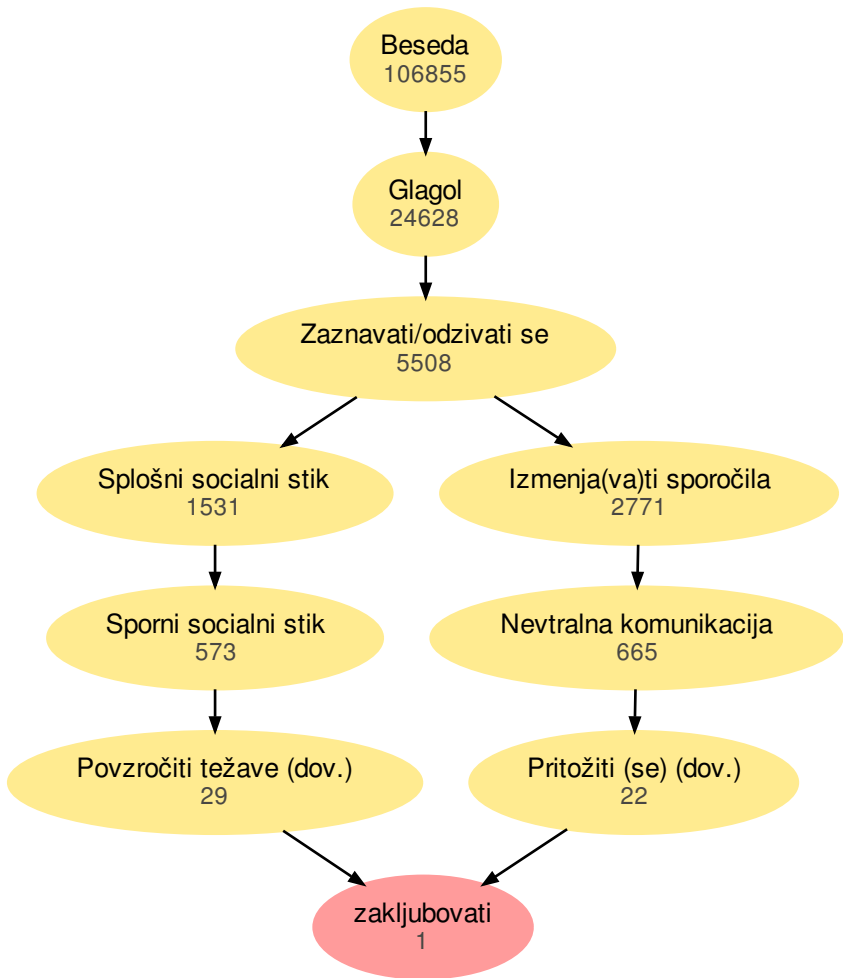 Beseda
106855
Glagol
24628
Zaznavati/odzivati se
5508
Splošni socialni stik
1531
Izmenja(va)ti sporočila
2771
Sporni socialni stik
573
Nevtralna komunikacija
665
Povzročiti težave (dov.)
29
Pritožiti (se) (dov.)
22
zakljubovati
1